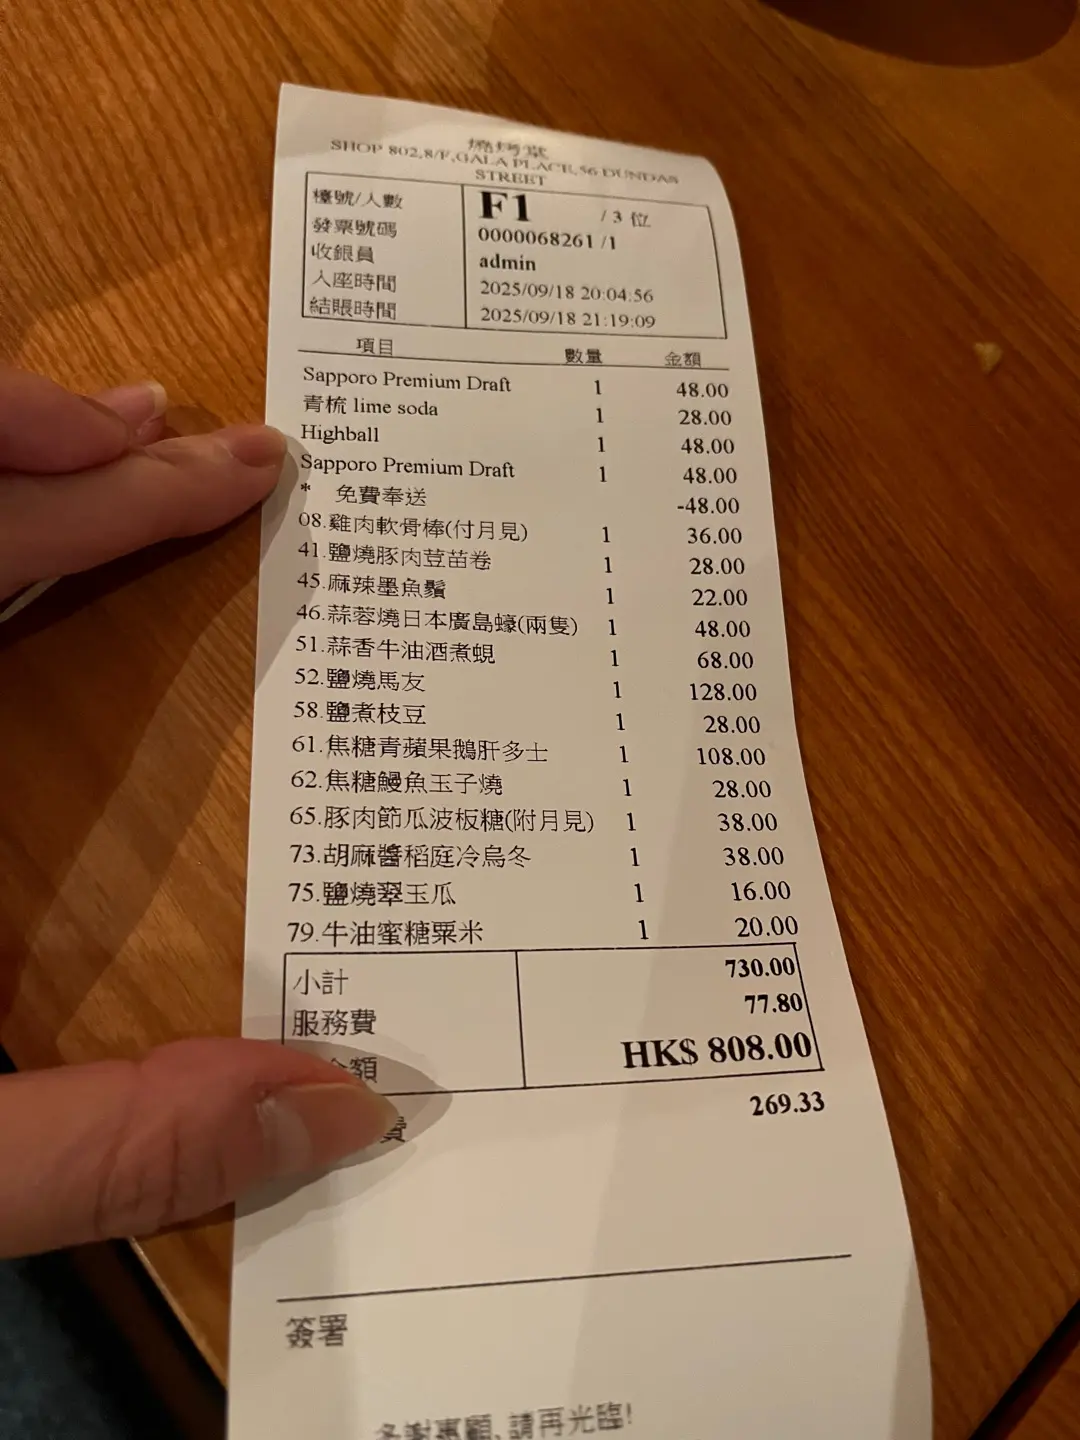 燒烤堂
SHOP 802,8/F,GALA PLACE,56 DUNDAS
STREET
檯號/人數 F1 / 3 位
發票號碼 0000068261 /1
收銀員 admin
入座時間 2025/09/18 20:04:56
結賬時間 2025/09/18 21:19:09
項目 數量 金額
Sapporo Premium Draft 1 48.00
青梳 lime soda 1 28.00
Highball 1 48.00
Sapporo Premium Draft 1 48.00
* 免費奉送 -48.00
08.雞肉軟骨棒(付月見) 1 36.00
41.鹽燒豚肉荳苗卷 1 28.00
45.麻辣墨魚鬚 1 22.00
46.蒜蓉燒日本廣島蠔(兩隻) 1 48.00
51.蒜香牛油酒煮蜆 1 68.00
52.鹽燒馬友 1 128.00
58.鹽煮枝豆 1 28.00
61.焦糖青蘋果鵝肝多士 1 108.00
62.焦糖鰻魚玉子燒 1 28.00
65.豚肉節瓜波板糖(附月見) 1 38.00
73.胡麻醬稻庭冷烏冬 1 38.00
75.鹽燒翠玉瓜 1 16.00
79.牛油蜜糖粟米 1 20.00
小計 730.00
服務費 77.80
金額 HK$ 808.00
費 269.33
簽署
多謝惠顧,請再光臨!